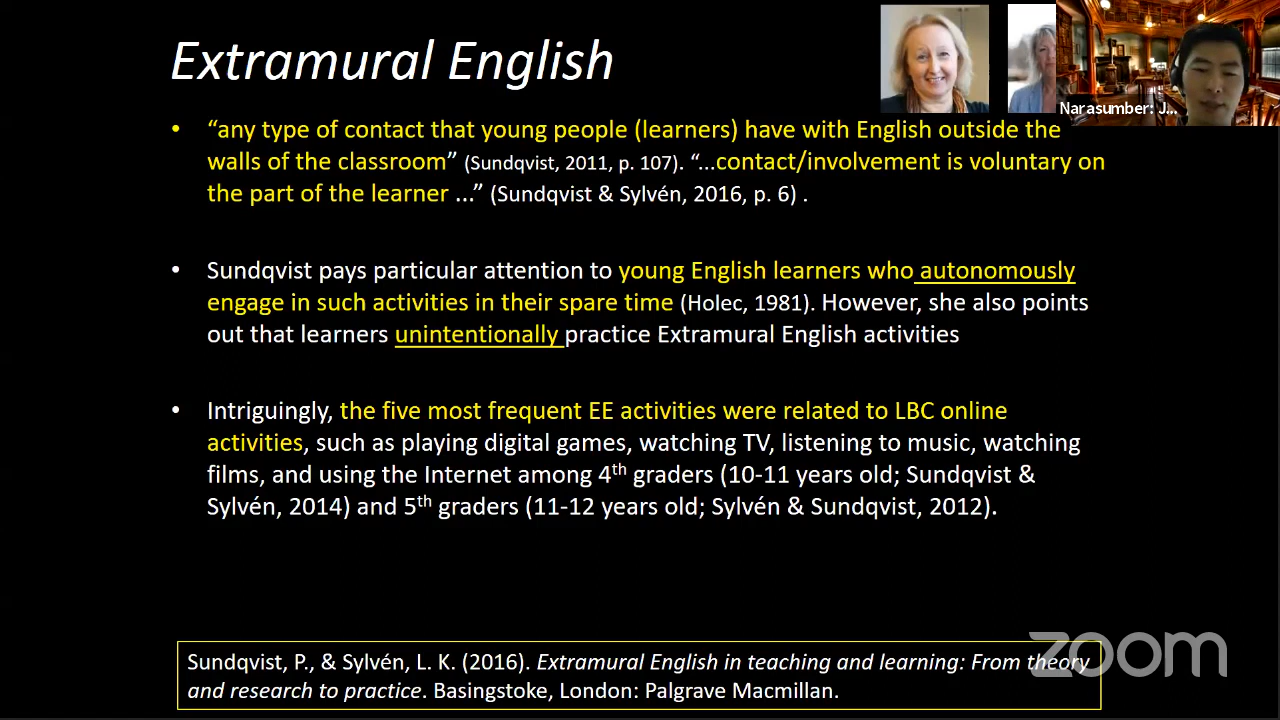 Extramural English
Narasumber: J...
• “any type of contact that young people (learners) have with English outside the
walls of the classroom” (Sundqvist, 2011, p. 107). “...contact/involvement is voluntary on
the part of the learner ...” (Sundqvist & Sylvén, 2016, p. 6) .
• Sundqvist pays particular attention to young English learners who autonomously
engage in such activities in their spare time (Holec, 1981). However, she also points
out that learners unintentionally practice Extramural English activities
• Intriguingly, the five most frequent EE activities were related to LBC online
activities, such as playing digital games, watching TV, listening to music, watching
films, and using the Internet among 4th graders (10-11 years old; Sundqvist &
Sylvén, 2014) and 5th graders (11-12 years old; Sylvén & Sundqvist, 2012).
Sundqvist, P., & Sylvén, L. K. (2016). Extramural English in teaching and learning: From theory
and research to practice. Basingstoke, London: Palgrave Macmillan.
zoom